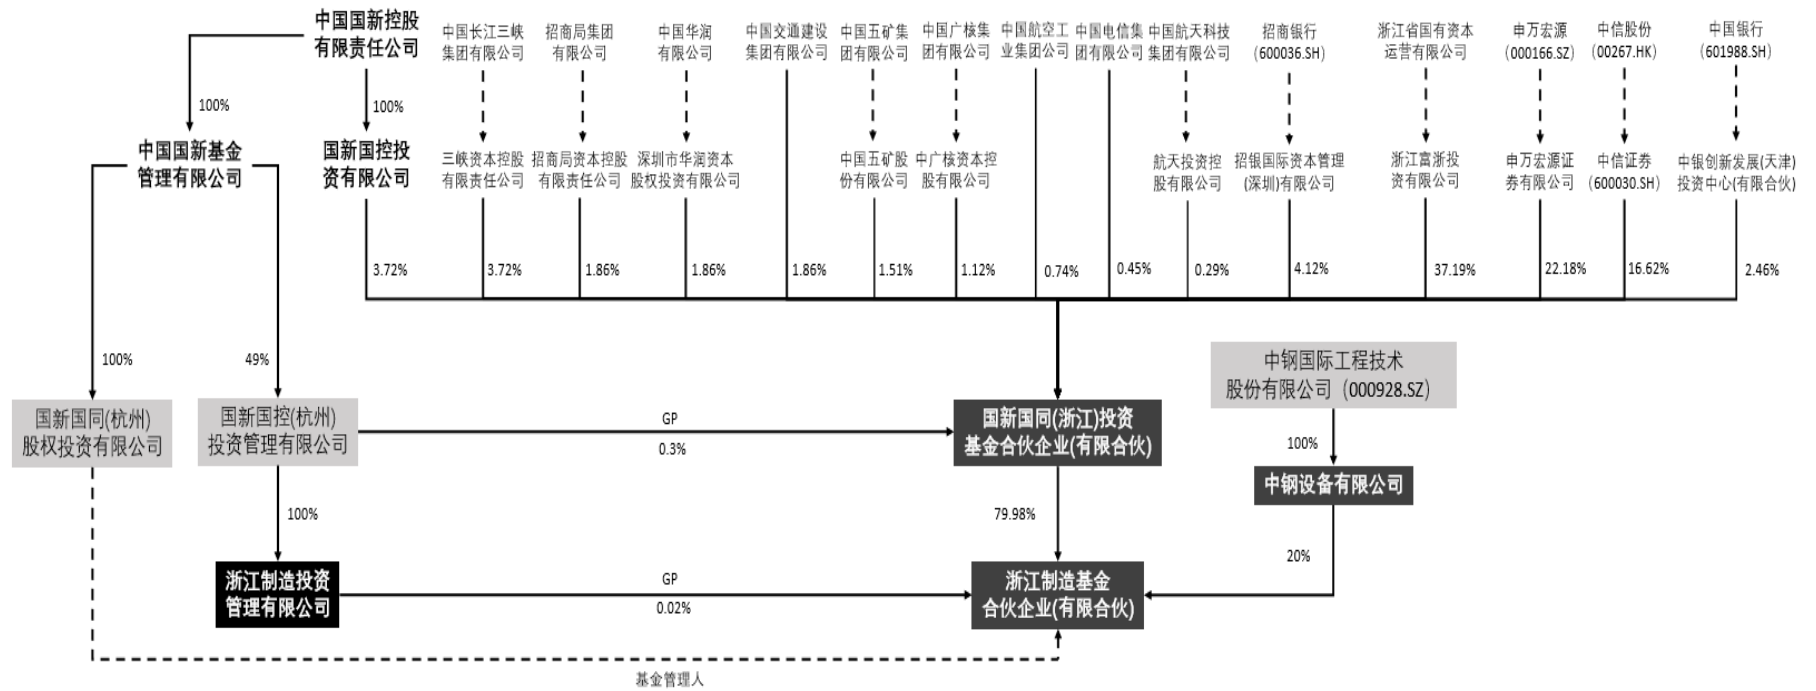 中国国新控股
有限责任公司
中国长江三峡
集团有限公司
招商局集团
有限公司
中国华润
有限公司
中国交通建设
集团有限公司
中国五矿集
团有限公司
中国广核集
团有限公司
中国航空工
业集团公司
中国电信集
团有限公司
中国航天科技
集团有限公司
招商银行
(600036.SH)
浙江省国有资本
运营有限公司
申万宏源
(000166.SZ)
中信股份
(00267.HK)
中国银行
(601988.SH)
100%
100%
中国国新基金
管理有限公司
国新国控投
资有限公司
三峡资本控股
有限责任公司
招商局资本控股
有限责任公司
深圳市华润资本
股权投资有限公司
中国五矿股
份有限公司
中广核资本控
股有限公司
航天投资控
股有限公司
招银国际资本管理
(深圳)有限公司
浙江富浙投
资有限公司
申万宏源证
券有限公司
中信证券
(600030.SH)
中银创新发展(天津)
投资中心(有限合伙)
3.72%
3.72%
1.86%
1.86%
1.86%
1.51%
1.12%
0.74%
0.45%
0.29%
4.12%
37.19%
22.18%
16.62%
2.46%
100%
49%
中钢国际工程技术
股份有限公司（000928.SZ）
国新国同(杭州)
股权投资有限公司
国新国控(杭州)
投资管理有限公司
GP
0.3%
国新国同(浙江)投资
基金合伙企业(有限合伙)
100%
中钢设备有限公司
100%
79.98%
20%
浙江制造投资
管理有限公司
GP
0.02%
浙江制造基金
合伙企业(有限合伙)
基金管理人